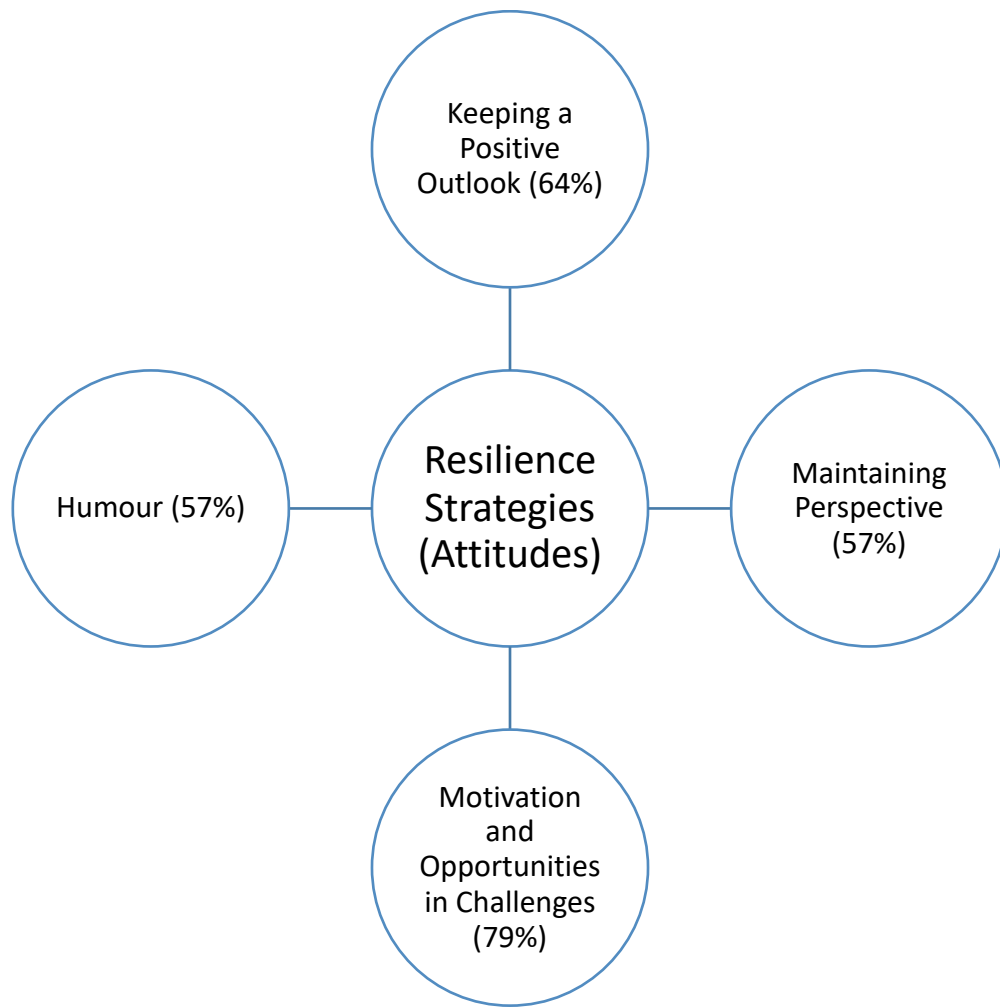 Keeping a
Positive
Outlook (64%)
Humour (57%)
Resilience
Strategies
(Attitudes)
Maintaining
Perspective
(57%)
Motivation
and
Opportunities
in Challenges
(79%)